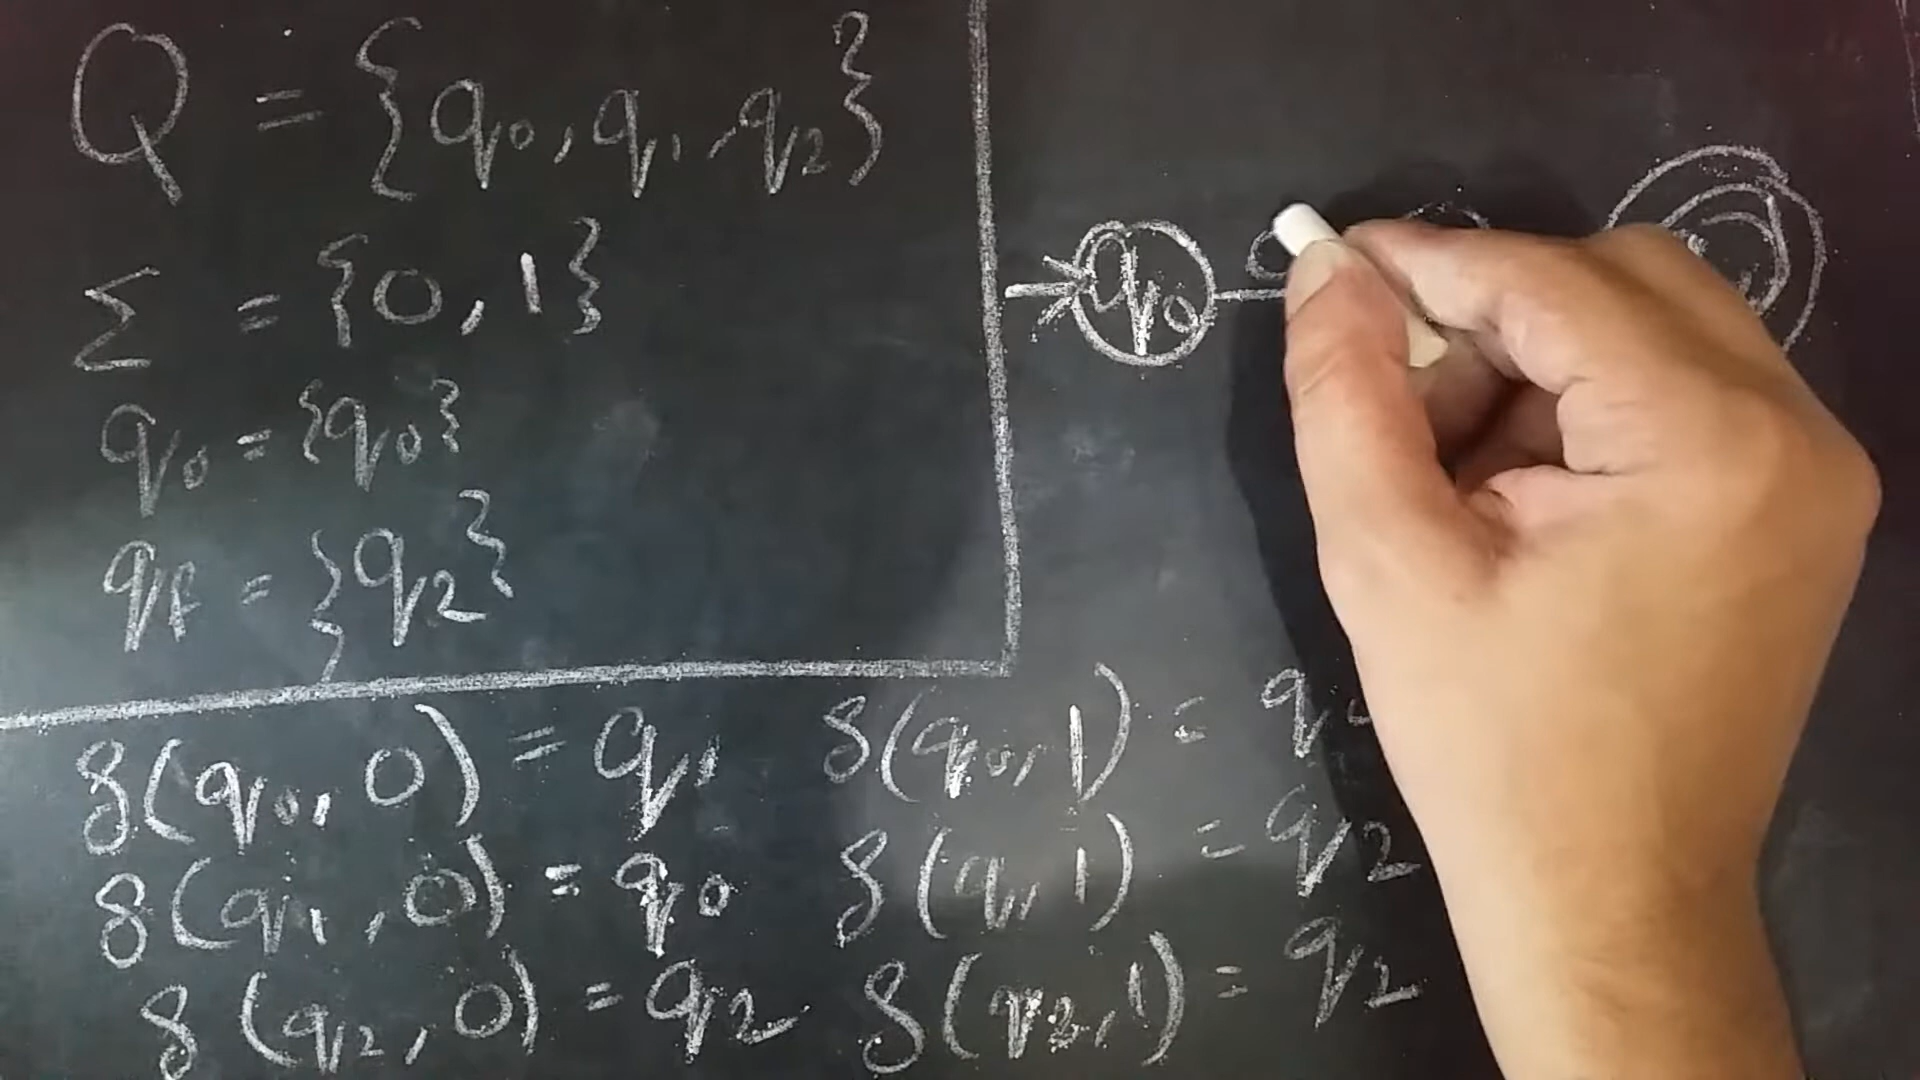 Q = {q0, q1, q2}
Σ = {0, 1}
q0 = {q0}
qf = {q2}
q0 0
δ(q0, 0) = q1 δ(q0, 1) = q
δ(q1, 0) = q0 δ(q1, 1) = q2
δ(q2, 0) = q2 δ(q2, 1) = q2